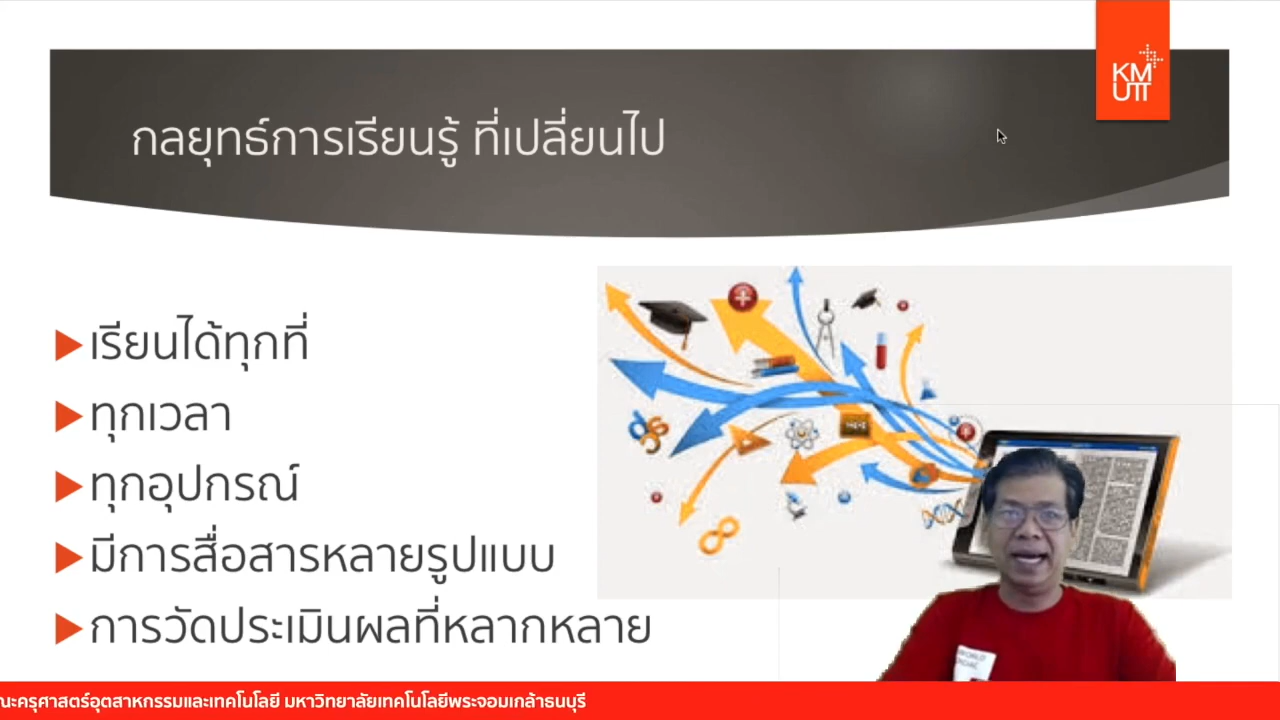 KM
UTT
กลยุทธ์การเรียนรู้ ที่เปลี่ยนไป
เรียนได้ทุกที่
ทุกเวลา
ทุกอุปกรณ์
มีการสื่อสารหลายรูปแบบ
การวัดประเมินผลที่หลากหลาย
ณะครุศาสตร์อุตสาหกรรมและเทคโนโลยี มหาวิทยาลัยเทคโนโลยีพระจอมเกล้าธนบุรี